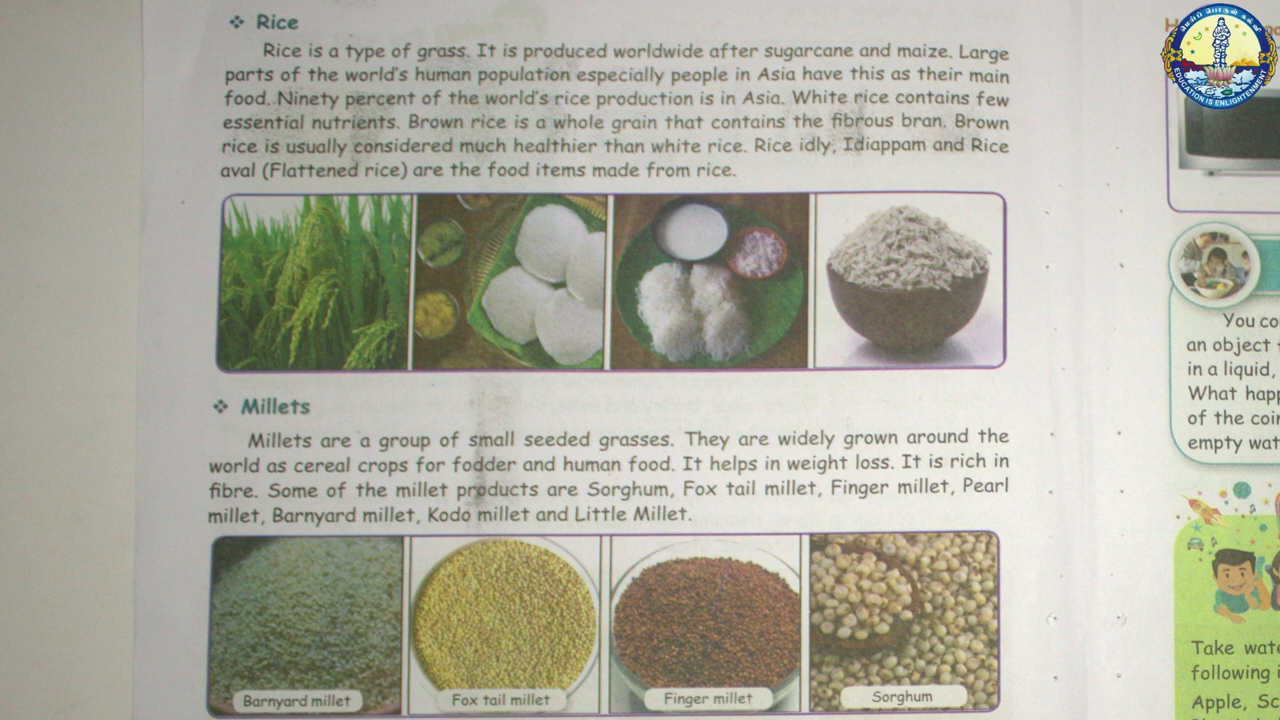 ❖ Rice
Rice is a type of grass. It is produced worldwide after sugarcane and maize. Large
parts of the world's human population especially people in Asia have this as their main
food. Ninety percent of the world's rice production is in Asia. White rice contains few
essential nutrients. Brown rice is a whole grain that contains the fibrous bran. Brown
rice is usually considered much healthier than white rice. Rice idly, Idiappam and Rice
aval (Flattened rice) are the food items made from rice.
❖ Millets
Millets are a group of small seeded grasses. They are widely grown around the
world as cereal crops for fodder and human food. It helps in weight loss. It is rich in
fibre. Some of the millet products are Sorghum, Fox tail millet, Finger millet, Pearl
millet, Barnyard millet, Kodo millet and Little Millet.
Barnyard millet
Fox tail millet
Finger millet
Sorghum
மெய்ப் பொருள் கல்வி
EDUCATION IS ENLIGHTENMENT
You co
an object
in a liquid,
What happ
of the coi
empty wat
Take wate
following i
Apple, Sc